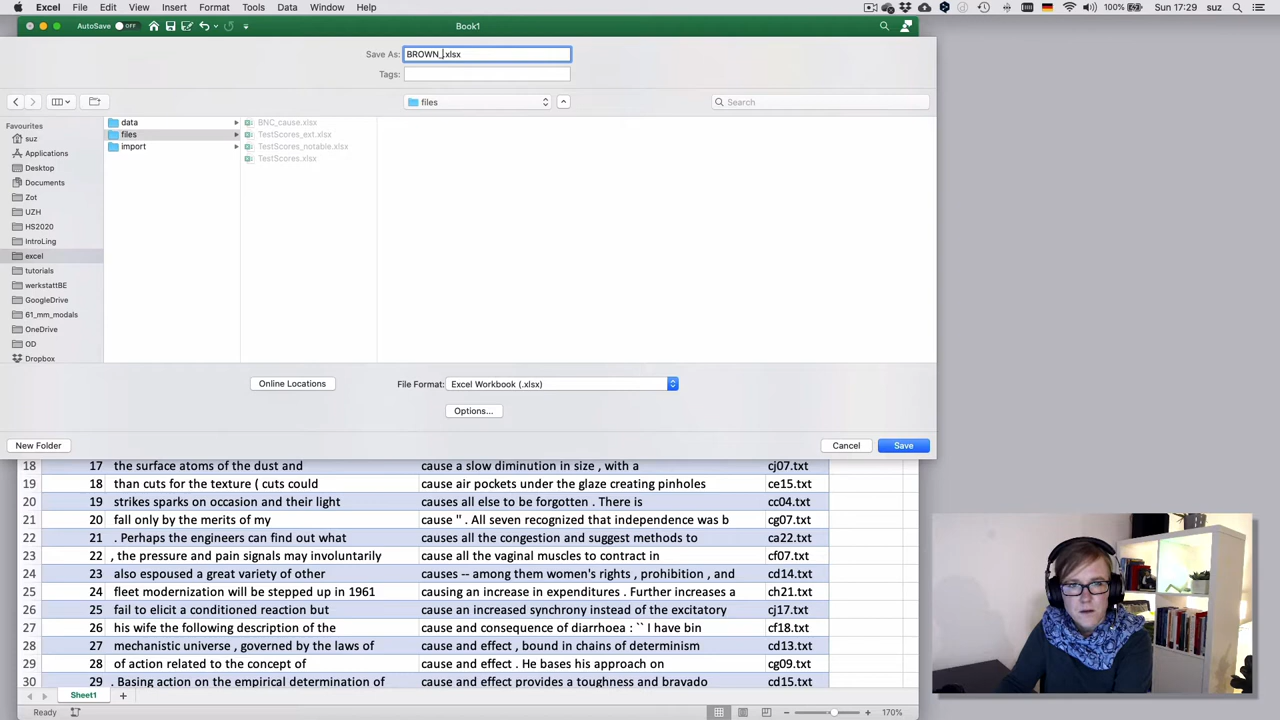 Excel File Edit View Insert Format Tools Data Window Help 100% Sun 17:29 suz
AutoSave OFF Book1
Save As: BROWN_.xlsx
Tags:
files Search
Favourites
suz
Applications
Desktop
Documents
Zot
UZH
HS2020
IntroLing
excel
tutorials
werkstattBE
GoogleDrive
61_mm_modals
OneDrive
OD
Dropbox
data
files
import
BNC_cause.xlsx
TestScores_ext.xlsx
TestScores_notable.xlsx
TestScores.xlsx
Online Locations File Format: Excel Workbook (.xlsx)
Options...
New Folder Cancel Save
18 17 the surface atoms of the dust and cause a slow diminution in size , with a cj07.txt
19 18 than cuts for the texture ( cuts could cause air pockets under the glaze creating pinholes ce15.txt
20 19 strikes sparks on occasion and their light causes all else to be forgotten . There is cc04.txt
21 20 fall only by the merits of my cause " . All seven recognized that independence was b cg07.txt
22 21 . Perhaps the engineers can find out what causes all the congestion and suggest methods to ca22.txt
23 22 , the pressure and pain signals may involuntarily cause all the vaginal muscles to contract in cf07.txt
24 23 also espoused a great variety of other causes -- among them women's rights , prohibition , and cd14.txt
25 24 fleet modernization will be stepped up in 1961 causing an increase in expenditures . Further increases a ch21.txt
26 25 fail to elicit a conditioned reaction but cause an increased synchrony instead of the excitatory cj17.txt
27 26 his wife the following description of the cause and consequence of diarrhoea : `` I have bin cf18.txt
28 27 mechanistic universe , governed by the laws of cause and effect , bound in chains of determinism cd13.txt
29 28 of action related to the concept of cause and effect . He bases his approach on cg09.txt
30 29 . Basing action on the empirical determination of cause and effect provides a toughness and bravado cd15.txt
Sheet1
Ready 170%